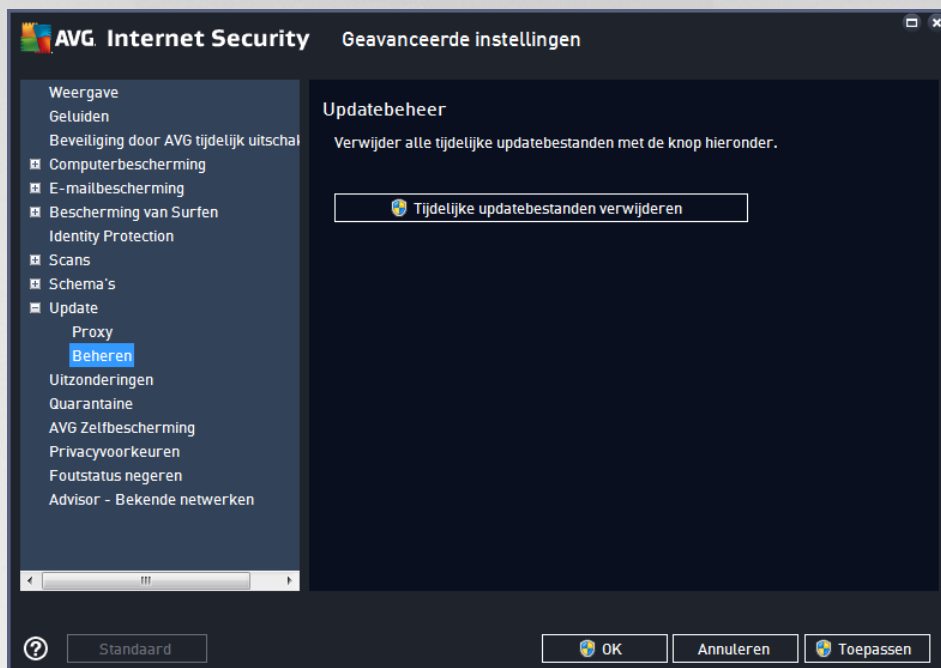 AVG. Internet Security Geavanceerde instellingen
Weergave
Geluiden
Beveiliging door AVG tijdelijk uitschal
Computerbescherming
E-mailbescherming
Bescherming van Surfen
Identity Protection
Scans
Schema's
Update
Proxy
Beheren
Uitzonderingen
Quarantaine
AVG Zelfbescherming
Privacyvoorkeuren
Foutstatus negeren
Advisor - Bekende netwerken
Updatebeheer
Verwijder alle tijdelijke updatebestanden met de knop hieronder.
Tijdelijke updatebestanden verwijderen
Standaard
OK
Annuleren
Toepassen